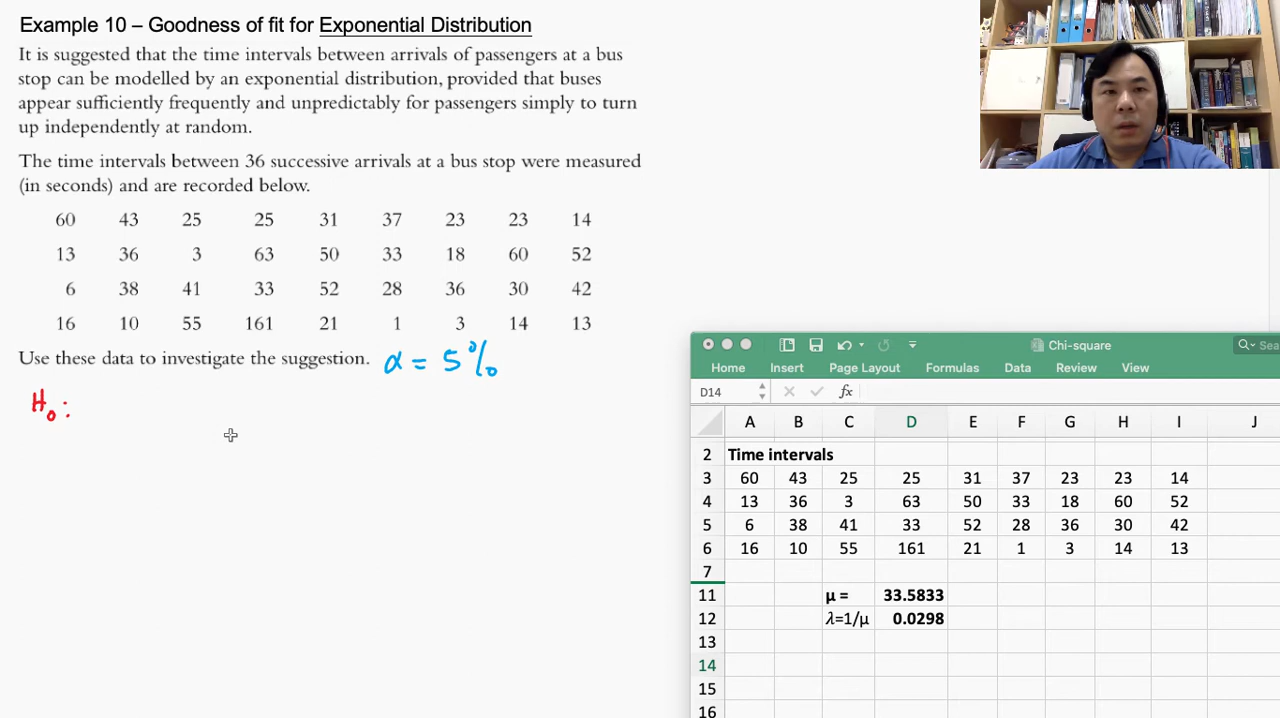 Example 10 – Goodness of fit for Exponential Distribution
It is suggested that the time intervals between arrivals of passengers at a bus
stop can be modelled by an exponential distribution, provided that buses
appear sufficiently frequently and unpredictably for passengers simply to turn
up independently at random.
The time intervals between 36 successive arrivals at a bus stop were measured
(in seconds) and are recorded below.
60 43 25 25 31 37 23 23 14
13 36 3 63 50 33 18 60 52
6 38 41 33 52 28 36 30 42
16 10 55 161 21 1 3 14 13
Use these data to investigate the suggestion. α = 5%
H₀:
Chi-square
Sea
Home Insert Page Layout Formulas Data Review View
D14 fx
A B C D E F G H I J
2 Time intervals
3 60 43 25 25 31 37 23 23 14
4 13 36 3 63 50 33 18 60 52
5 6 38 41 33 52 28 36 30 42
6 16 10 55 161 21 1 3 14 13
7
11 μ = 33.5833
12 λ=1/μ 0.0298
13
14
15
16